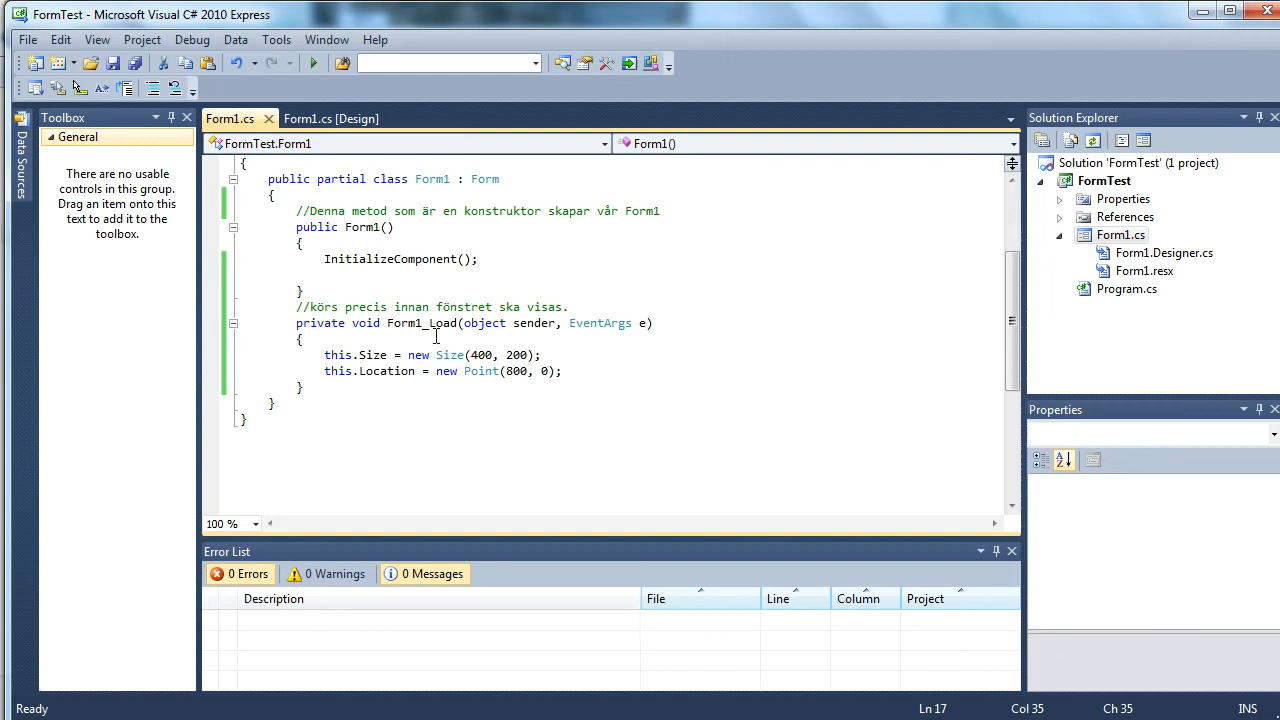 FormTest - Microsoft Visual C# 2010 Express
File Edit View Project Debug Data Tools Window Help
Data Sources
Toolbox
General
There are no usable
controls in this group.
Drag an item onto this
text to add it to the
toolbox.
Form1.cs Form1.cs [Design]
FormTest.Form1 Form1()
{
public partial class Form1 : Form
{
//Denna metod som är en konstruktor skapar vår Form1
public Form1()
{
InitializeComponent();
}
//körs precis innan fönstret ska visas.
private void Form1_Load(object sender, EventArgs e)
{
this.Size = new Size(400, 200);
this.Location = new Point(800, 0);
}
}
}
100 %
Error List
0 Errors 0 Warnings 0 Messages
Description File Line Column Project
Solution Explorer
Solution 'FormTest' (1 project)
FormTest
Properties
References
Form1.cs
Form1.Designer.cs
Form1.resx
Program.cs
Properties
Ready Ln 17 Col 35 Ch 35 INS